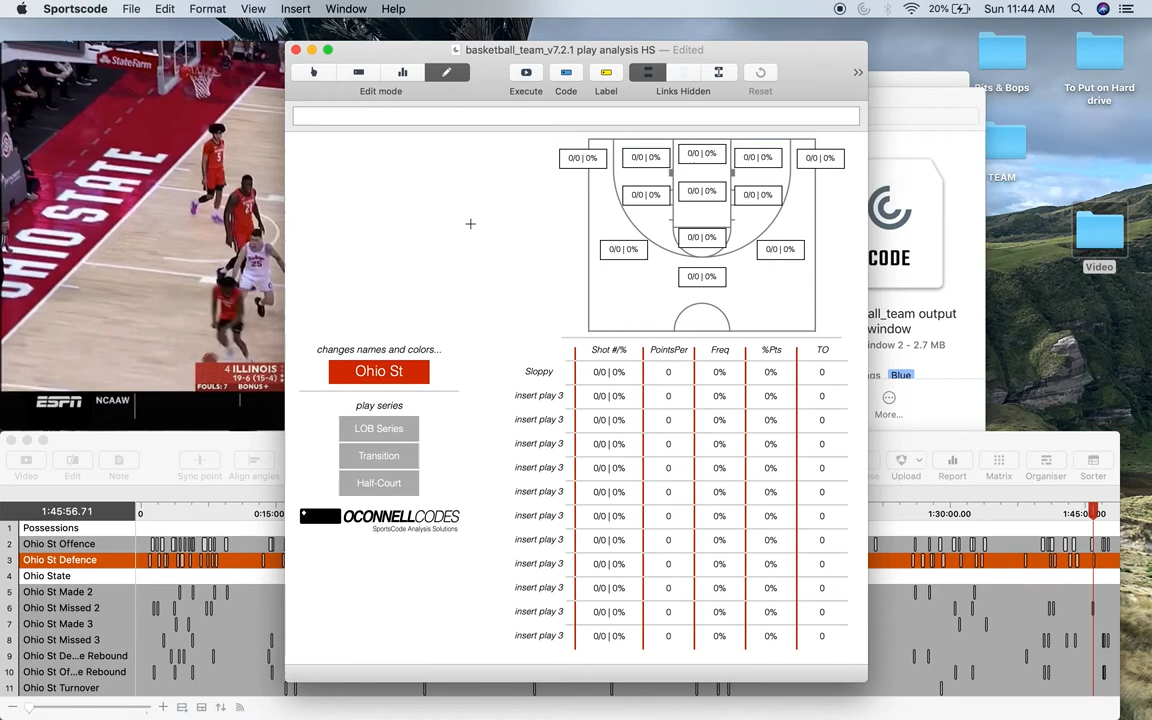 Sportscode File Edit Format View Insert Window Help 20% Sun 11:44 AM
basketball_team_v7.2.1 play analysis HS — Edited
Edit mode Execute Code Label Links Hidden Reset
0/0 | 0% 0/0 | 0% 0/0 | 0% 0/0 | 0% 0/0 | 0%
0/0 | 0% 0/0 | 0% 0/0 | 0%
0/0 | 0% 0/0 | 0% 0/0 | 0%
0/0 | 0%
changes names and colors...
Ohio St
play series
LOB Series
Transition
Half-Court
OCONNELLCODES
SportsCode Analysis Solutions
Shot #/% PointsPer Freq %Pts TO
Sloppy 0/0 | 0% 0 0% 0% 0
insert play 3 0/0 | 0% 0 0% 0% 0
insert play 3 0/0 | 0% 0 0% 0% 0
insert play 3 0/0 | 0% 0 0% 0% 0
insert play 3 0/0 | 0% 0 0% 0% 0
insert play 3 0/0 | 0% 0 0% 0% 0
insert play 3 0/0 | 0% 0 0% 0% 0
insert play 3 0/0 | 0% 0 0% 0% 0
insert play 3 0/0 | 0% 0 0% 0% 0
insert play 3 0/0 | 0% 0 0% 0% 0
insert play 3 0/0 | 0% 0 0% 0% 0
insert play 3 0/0 | 0% 0 0% 0% 0
StateFarm
OHIO STATE
5
21
25
4 ILLINOIS
19-6 (15-4)
FOULS: 7 BONUS
ESPN NCAAW
Bits & Bops
To Put on Hard
drive
TEAM
Video
CODE
all_team output
window
indow 2 - 2.7 MB
gs Blue
More...
Video Edit Note Sync point Align angles Upload Report Matrix Organiser Sorter
1:45:56.71 0 0:15:00 1:30:00.00 1:45:00
1 Possessions
2 Ohio St Offence
3 Ohio St Defence
4 Ohio State
5 Ohio St Made 2
6 Ohio St Missed 2
7 Ohio St Made 3
8 Ohio St Missed 3
9 Ohio St De...e Rebound
10 Ohio St Of...e Rebound
11 Ohio St Turnover